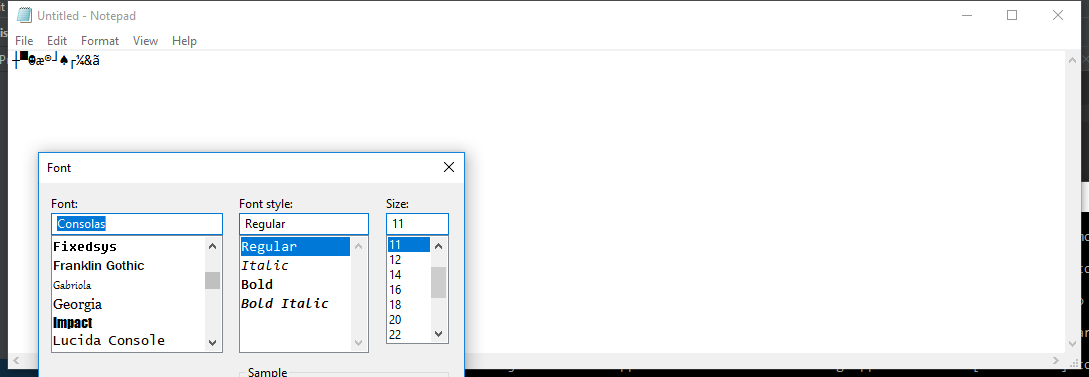 Untitled - Notepad
File Edit Format View Help
┼▀☻æ®┘♠┌¼&ã
Font
Font: Font style: Size:
Consolas Regular 11
Fixedsys Regular 11
Franklin Gothic Italic 12
Gabriola Bold 14
Georgia Bold Italic 16
Impact 18
Lucida Console 20
22
Sample